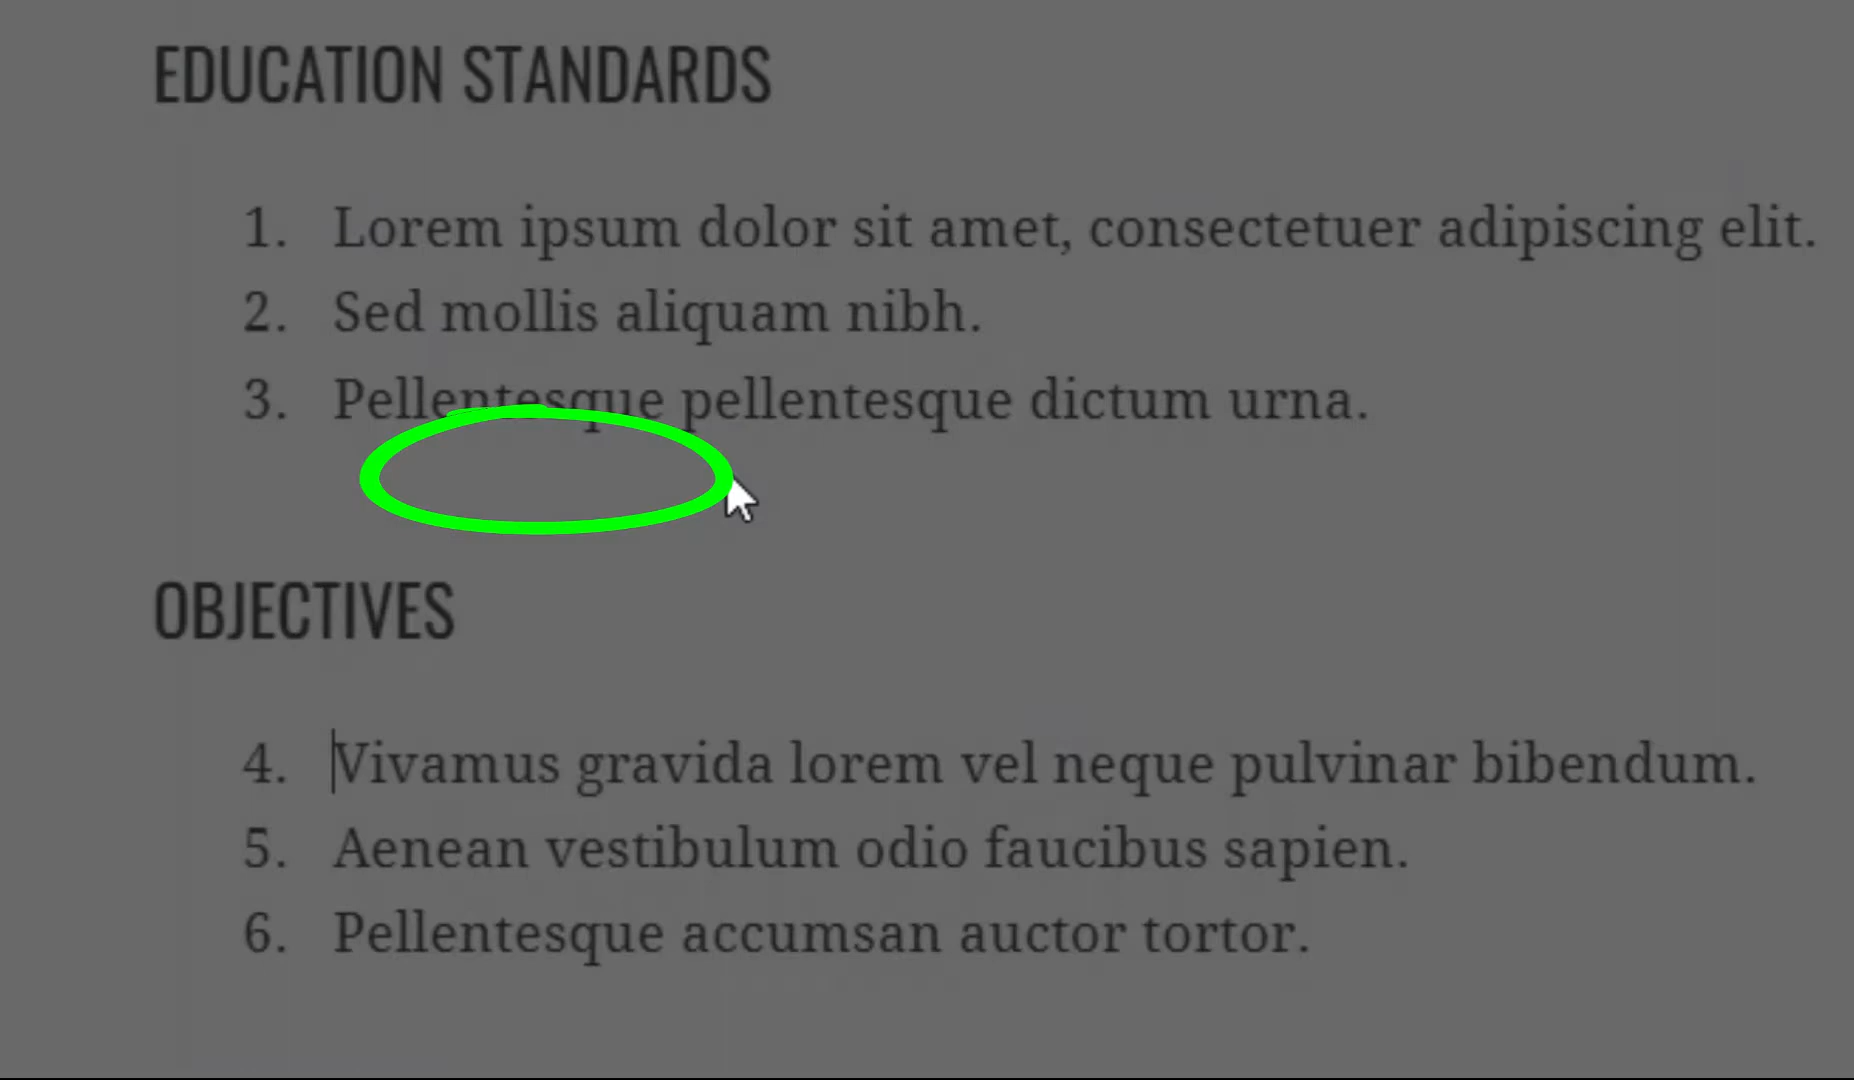 EDUCATION STANDARDS
1. Lorem ipsum dolor sit amet, consectetuer adipiscing elit.
2. Sed mollis aliquam nibh.
3. Pellentesque pellentesque dictum urna.
OBJECTIVES
4. Vivamus gravida lorem vel neque pulvinar bibendum.
5. Aenean vestibulum odio faucibus sapien.
6. Pellentesque accumsan auctor tortor.